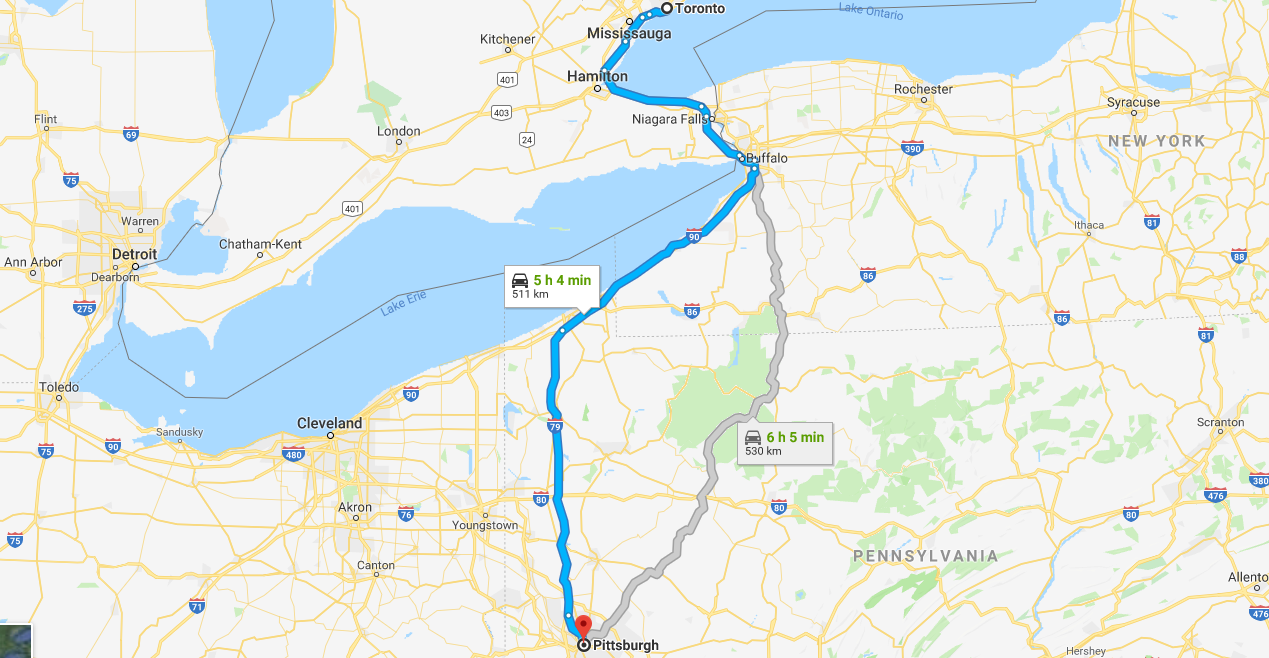 Toronto
Lake Ontario
Mississauga
Kitchener
Hamilton
401
Rochester
Syracuse
403
Niagara Falls
Flint
69
London
24
NEW YORK
390
Buffalo
75
401
Warren
Ithaca
81
Chatham-Kent
90
Detroit
Ann Arbor
88
Dearborn
86
5 h 4 min
511 km
Lake Erie
275
86
86
81
Toledo
90
Cleveland
79
Scranton
Sandusky
6 h 5 min
530 km
75
90
480
80
476
380
Akron
76
80
80
Youngstown
75
PENNSYLVANIA
Canton
Allento
71
476
Pittsburgh
Hershey